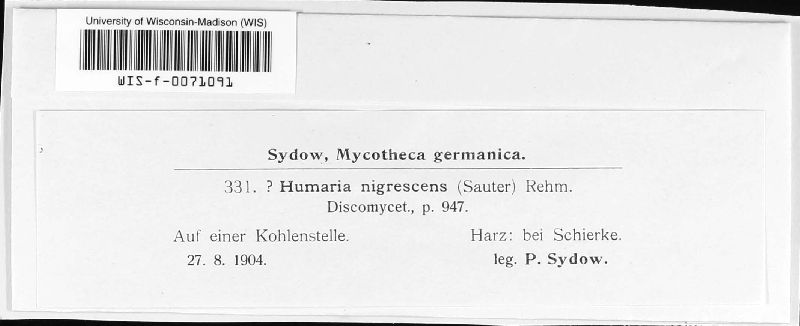 University of Wisconsin-Madison (WIS)
WIS-f-0071091
Sydow, Mycotheca germanica.
331. ? Humaria nigrescens (Sauter) Rehm.
Discomycet., p. 947.
Auf einer Kohlenstelle. Harz: bei Schierke.
27. 8. 1904. leg. P. Sydow.